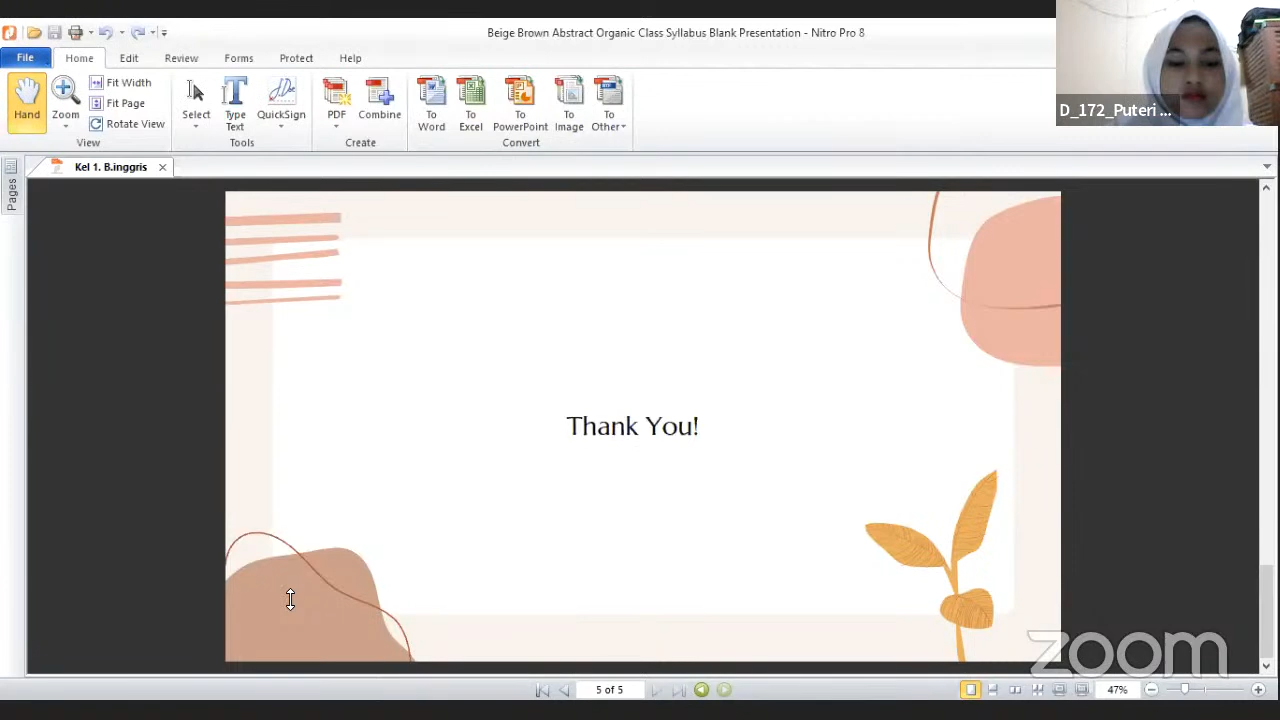 Beige Brown Abstract Organic Class Syllabus Blank Presentation - Nitro Pro 8
File Home Edit Review View Forms Protect Help
Hand
Zoom
Fit Width
Fit Page
Rotate View
View
Select
Type Text
QuickSign
Tools
PDF
Combine
Create
To Word
To Excel
To PowerPoint
To Image
To Other
Convert
D_172_Puteri ...
Kel 1. B.inggris
Pages
Thank You!
zoom
5 of 5
47%